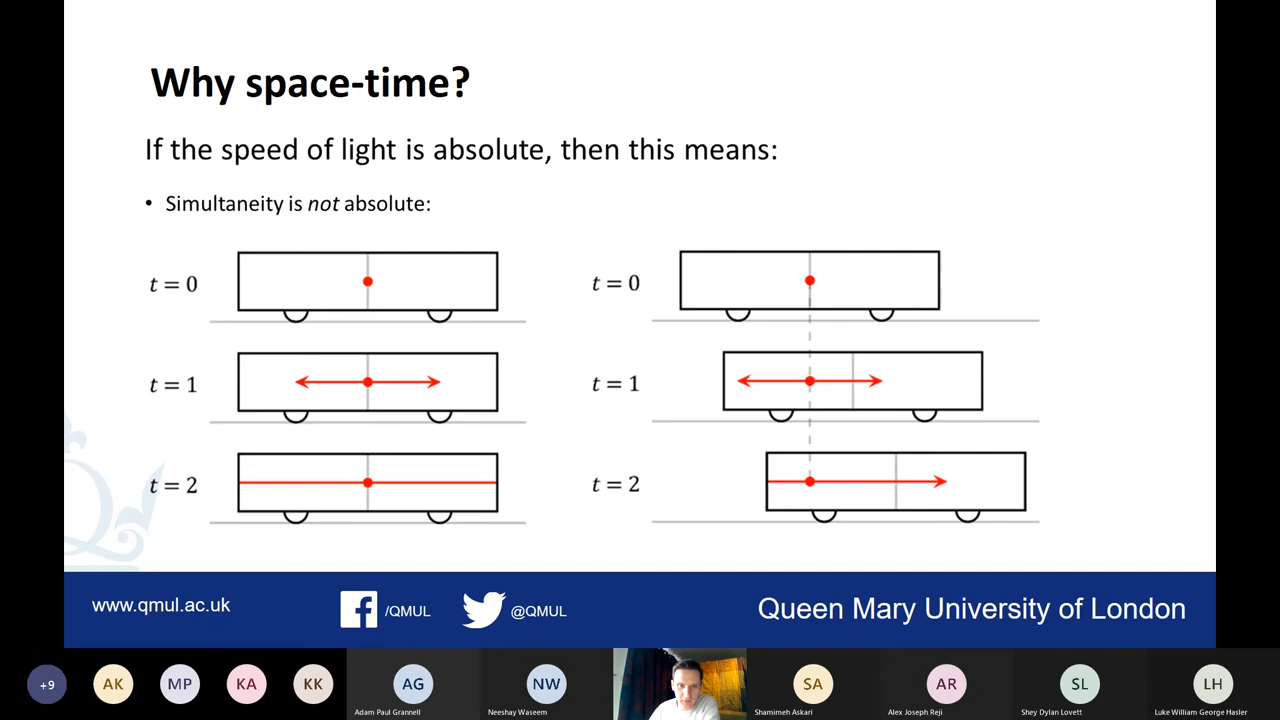 Why space-time?
If the speed of light is absolute, then this means:
• Simultaneity is not absolute:
t = 0
t = 0
t = 1
t = 1
t = 2
t = 2
www.qmul.ac.uk
/QMUL
@QMUL
Queen Mary University of London
+9
AK
MP
KA
KK
AG
NW
SA
AR
SL
LH
Adam Paul Grannell
Neeshay Waseem
Shamimeh Askari
Alex Joseph Reji
Shey Dylan Lovett
Luke William George Hasler